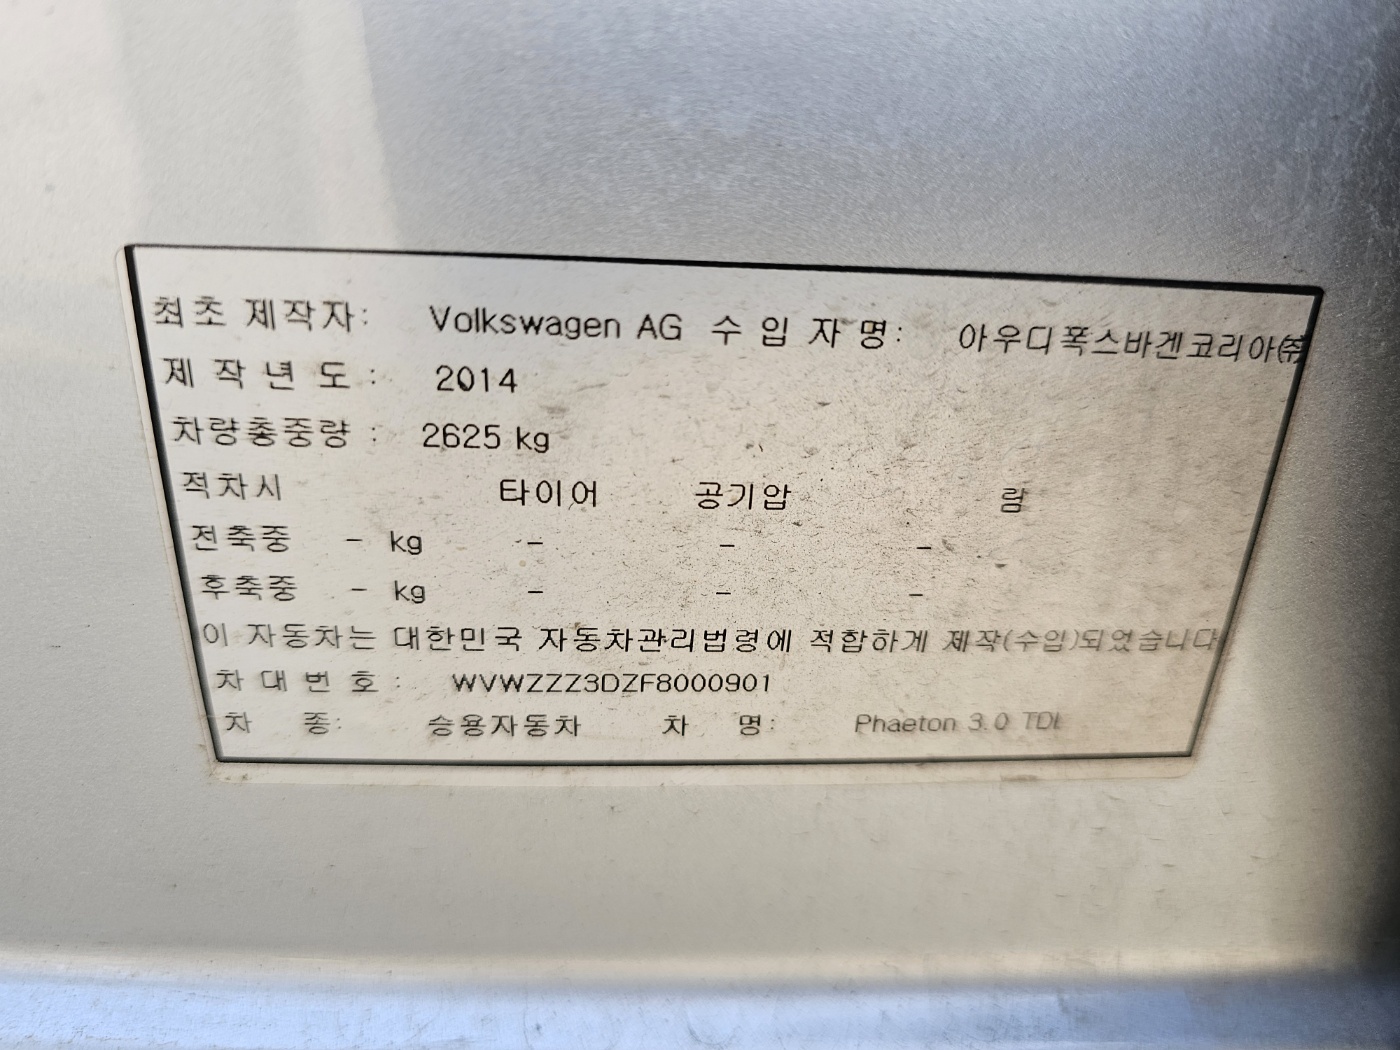 최초 제작자: Volkswagen AG 수 입 자 명: 아우디폭스바겐코리아㈜
제 작 년 도 : 2014
차량총중량 : 2625 kg
적차시 타이어 공기압 림
전축중 - kg - - -
후축중 - kg - - -
이 자동차는 대한민국 자동차관리법령에 적합하게 제작(수입)되었습니다
차 대 번 호 : WVWZZZ3DZF8000901
차 종: 승용자동차 차 명: Phaeton 3.0 TDI